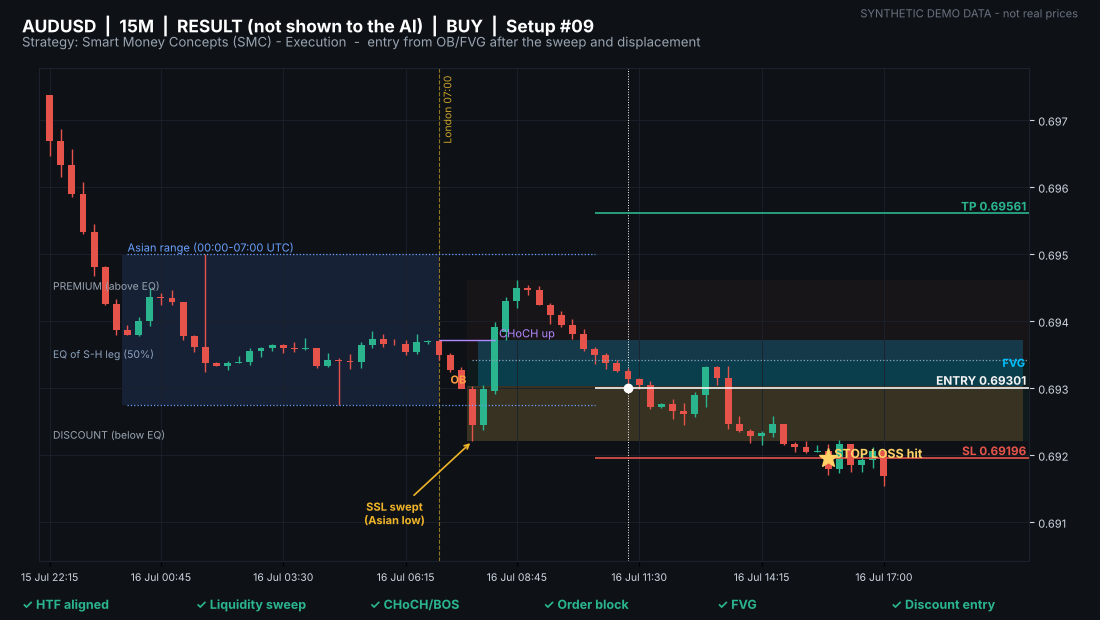 SYNTHETIC DEMO DATA - not real prices
AUDUSD | 15M | RESULT (not shown to the AI) | BUY | Setup #09
Strategy: Smart Money Concepts (SMC) - Execution - entry from OB/FVG after the sweep and displacement
London 07:00
0.697
0.696
TP 0.69561
Asian range (00:00-07:00 UTC)
0.695
PREMIUM (above EQ)
0.694
CHoCH up
EQ of S-H leg (50%)
FVG
OB
ENTRY 0.69301
0.693
DISCOUNT (below EQ)
STOP LOSS hit
SL 0.69196
0.692
SSL swept
(Asian low)
0.691
15 Jul 22:15
16 Jul 00:45
16 Jul 03:30
16 Jul 06:15
16 Jul 08:45
16 Jul 11:30
16 Jul 14:15
16 Jul 17:00
✓ HTF aligned
✓ Liquidity sweep
✓ CHoCH/BOS
✓ Order block
✓ FVG
✓ Discount entry